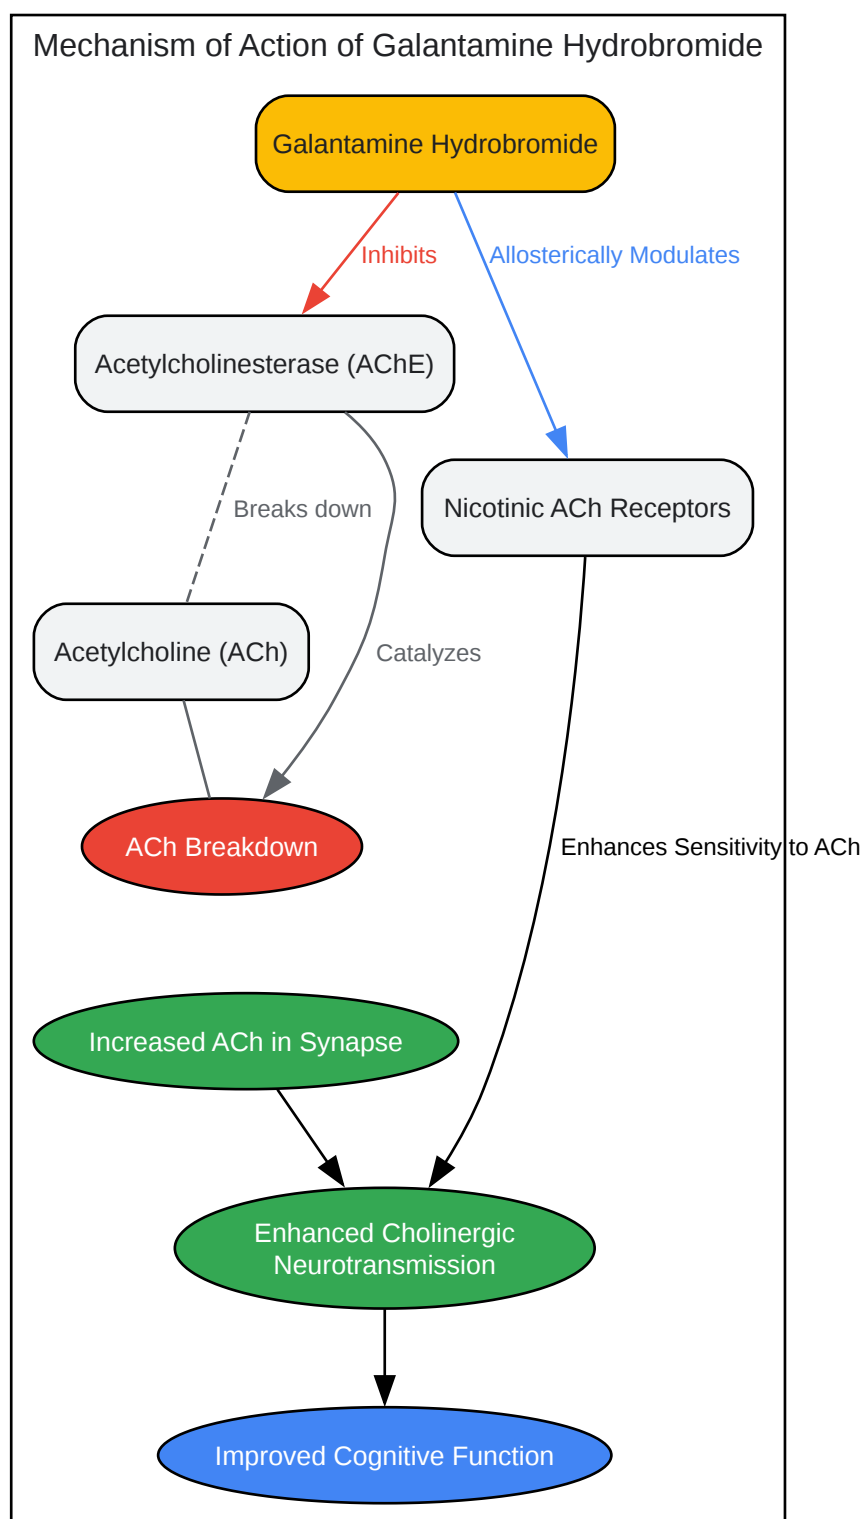 Mechanism of Action of Galantamine Hydrobromide
Galantamine Hydrobromide
Inhibits
Allosterically Modulates
Acetylcholinesterase (AChE)
Breaks down
Nicotinic ACh Receptors
Acetylcholine (ACh)
Catalyzes
ACh Breakdown
Enhances Sensitivity to ACh
Increased ACh in Synapse
Enhanced Cholinergic
Neurotransmission
Improved Cognitive Function